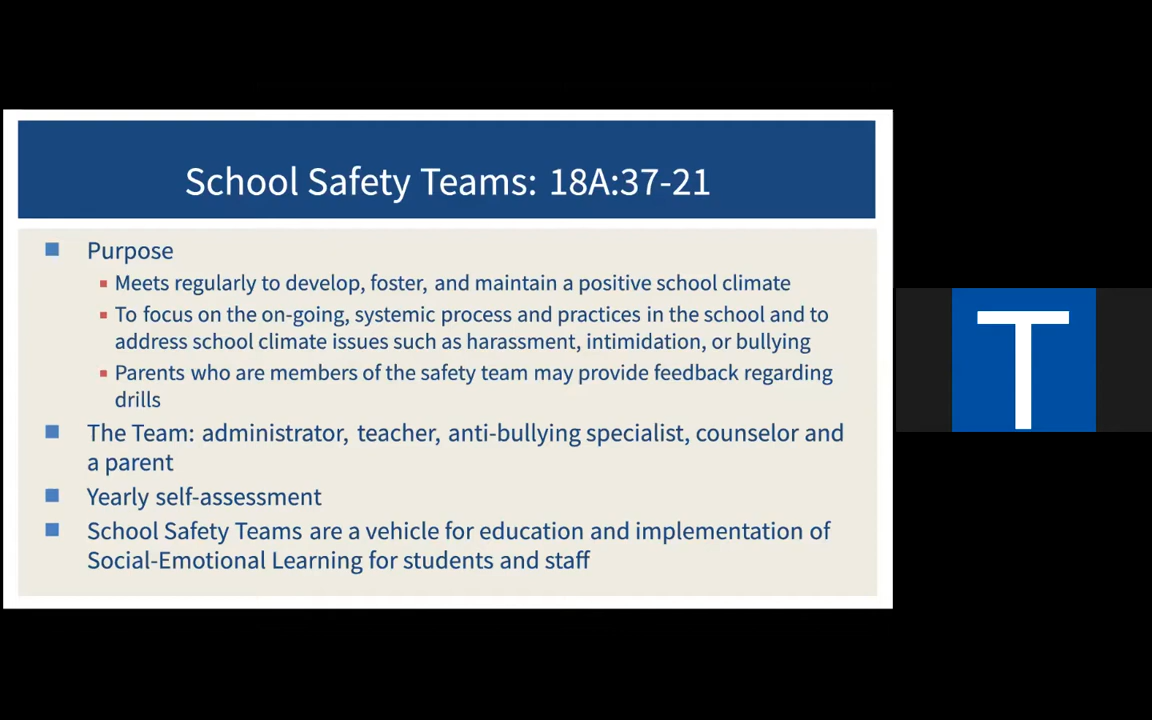 School Safety Teams: 18A:37-21
Purpose
Meets regularly to develop, foster, and maintain a positive school climate
To focus on the on-going, systemic process and practices in the school and to
address school climate issues such as harassment, intimidation, or bullying
Parents who are members of the safety team may provide feedback regarding
drills
The Team: administrator, teacher, anti-bullying specialist, counselor and
a parent
Yearly self-assessment
School Safety Teams are a vehicle for education and implementation of
Social-Emotional Learning for students and staff
T